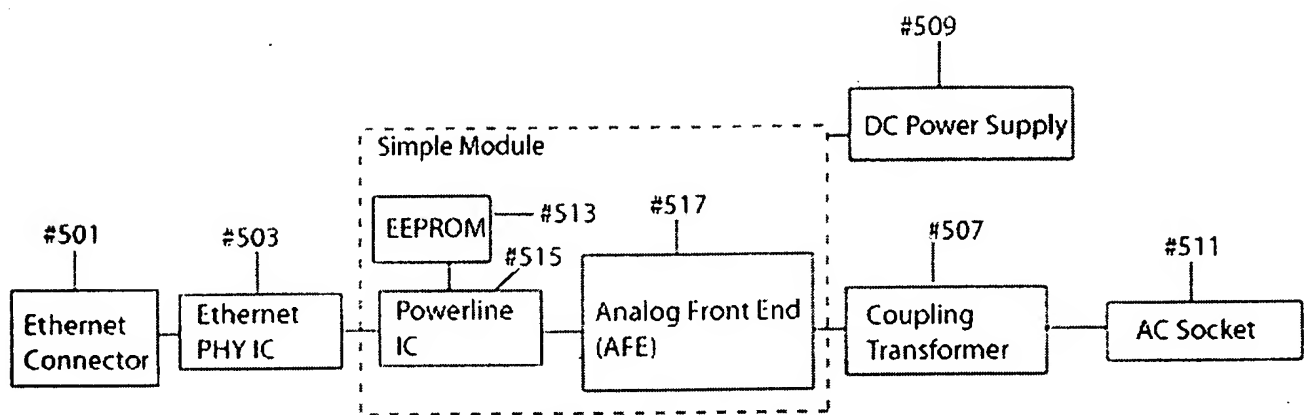 #509
DC Power Supply
Simple Module
EEPROM
#513
#517
#501
#503
#515
#507
#511
Ethernet
Connector
Ethernet
PHY IC
Powerline
IC
Analog Front End
(AFE)
Coupling
Transformer
AC Socket